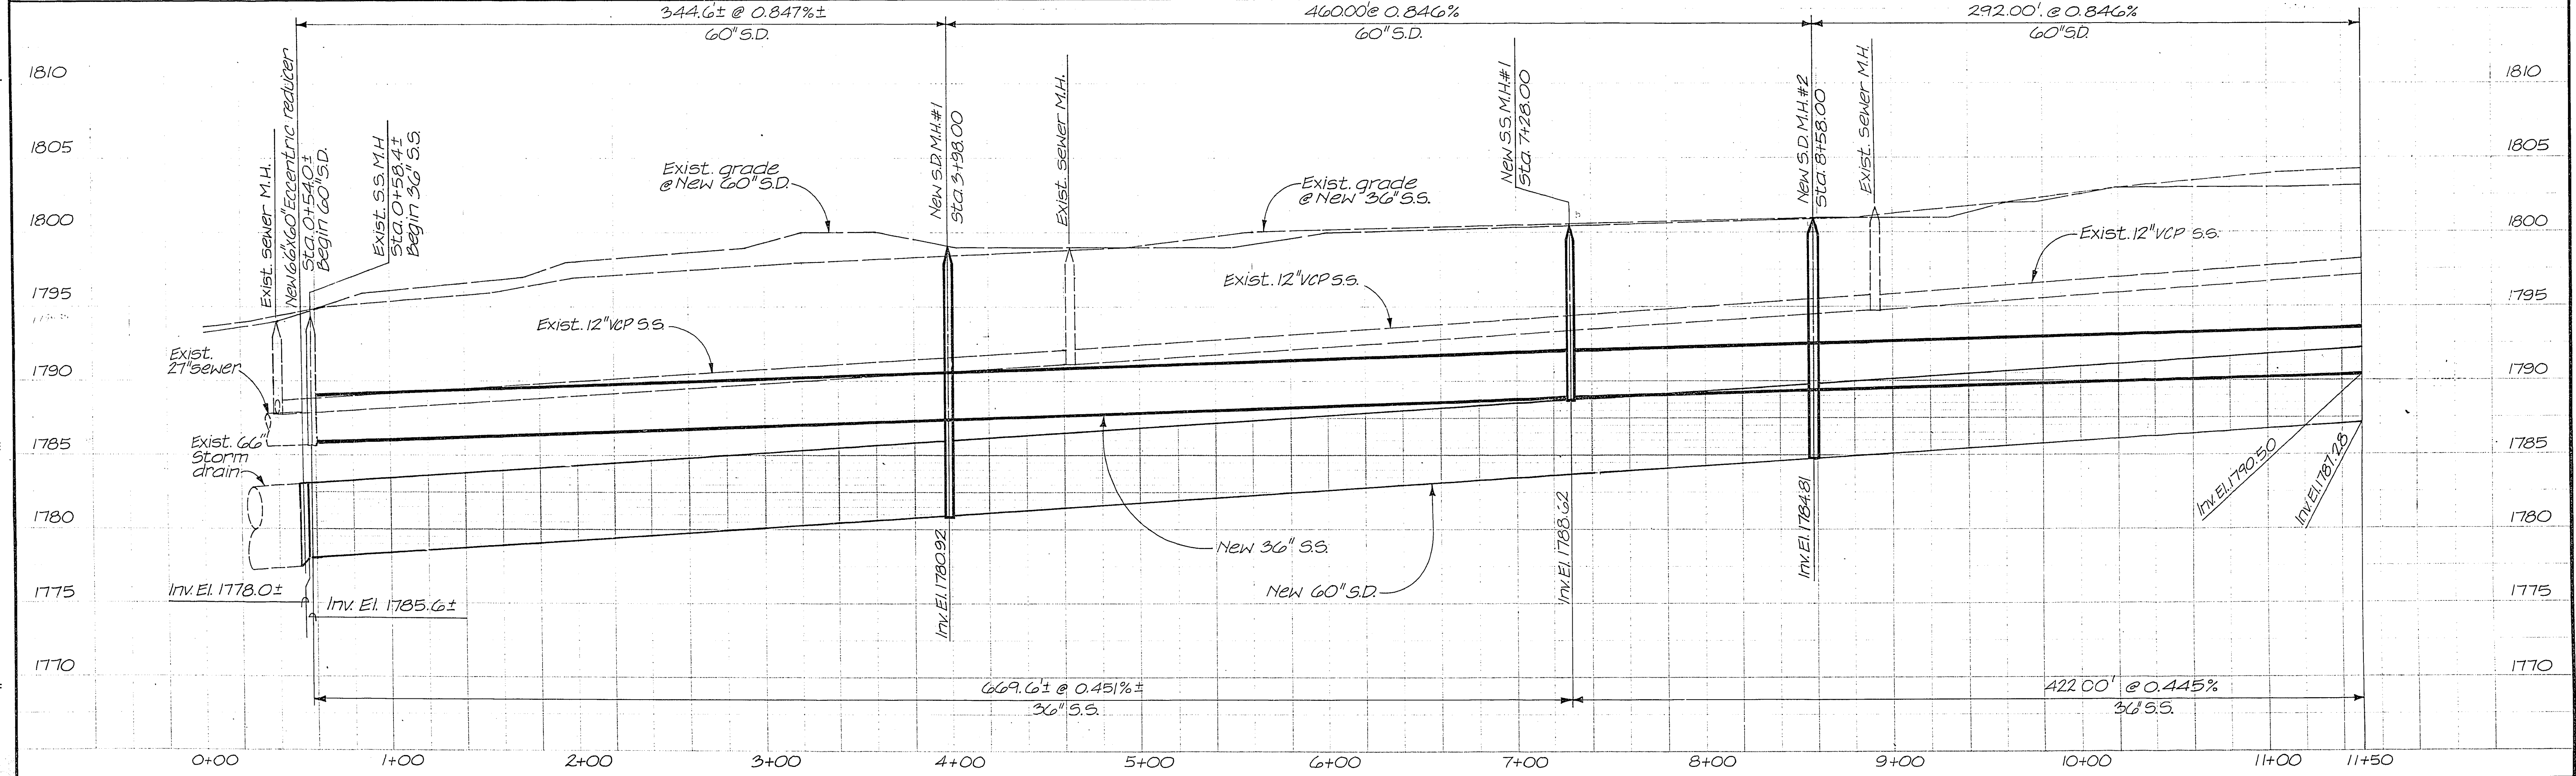 344.6'± @ 0.847%±
60" S.D.
460.00' @ 0.846%
60" S.D.
292.00' @ 0.846%
60" S.D.
1810
1805
1800
1795
1790
1785
1780
1775
1770
1810
1805
1800
1795
1790
1785
1780
1775
1770
Exist. sewer M.H.
New 66"x60" Eccentric reducer
Sta. 0+54.0±
Begin 60" S.D.
Exist. S.S. M.H
Sta. 0+58.4±
Begin 36" S.S.
Exist. grade
@ New 60" S.D.
New S.D. M.H. #1
Sta. 3+98.00
Exist. sewer M.H.
Exist. grade
@ New 36" S.S.
New S.S. M.H. #1
Sta. 7+28.00
New S.D. M.H. #2
Sta. 8+58.00
Exist. sewer M.H.
Exist. 12" VCP S.S.
Exist. 12" VCP S.S.
Exist. 12" VCP S.S.
Exist.
27" sewer
Exist. 66"
Storm
drain
Inv. El. 1778.0±
Inv. El. 1785.6±
Inv. El. 1780.92
New 36" S.S.
New 60" S.D.
Inv. El. 1788.62
Inv. El. 1784.81
Inv. El. 1790.50
Inv. El. 1787.28
669.6'± @ 0.451%±
36" S.S.
422.00' @ 0.445%
36" S.S.
0+00
1+00
2+00
3+00
4+00
5+00
6+00
7+00
8+00
9+00
10+00
11+00
11+50